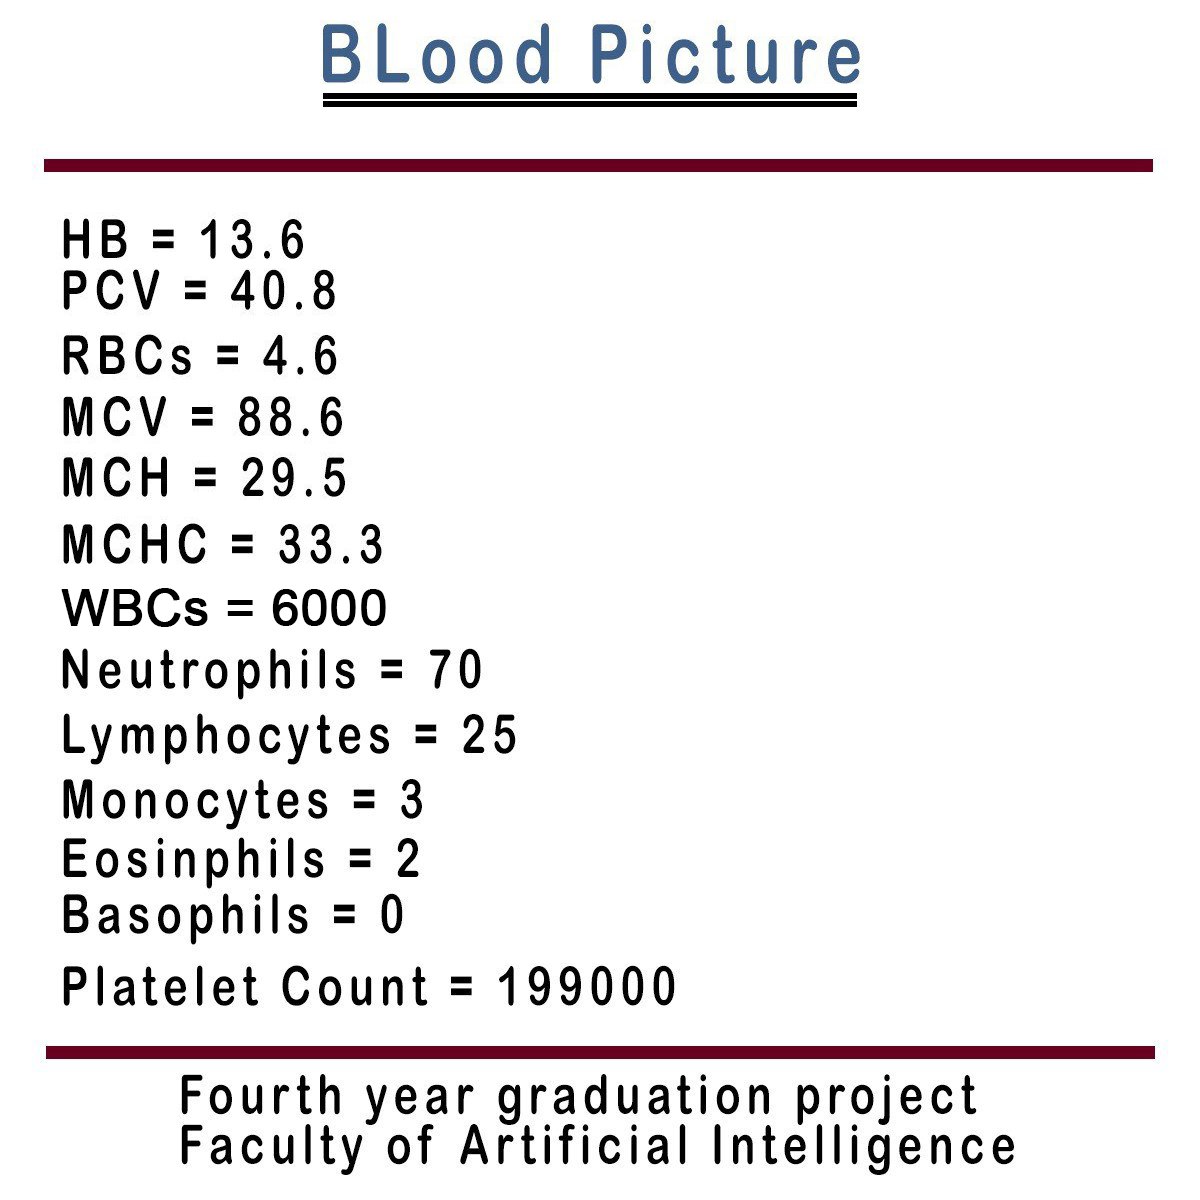 BLood Picture
HB = 13.6
PCV = 40.8
RBCs = 4.6
MCV = 88.6
MCH = 29.5
MCHC = 33.3
WBCs = 6000
Neutrophils = 70
Lymphocytes = 25
Monocytes = 3
Eosinphils = 2
Basophils = 0
Platelet Count = 199000
Fourth year graduation project
Faculty of Artificial Intelligence